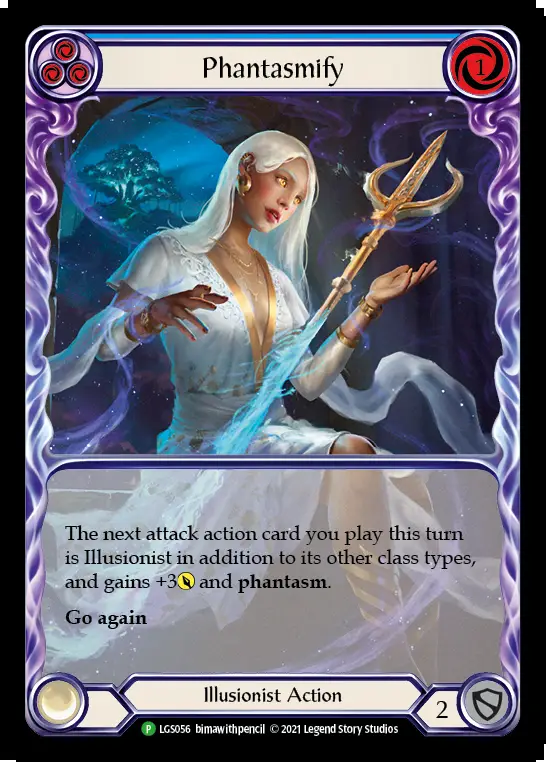 Phantasmify
1
The next attack action card you play this turn
is Illusionist in addition to its other class types,
and gains +3 and phantasm.
Go again
Illusionist Action
2
P LGS056 bimawithpencil © 2021 Legend Story Studios